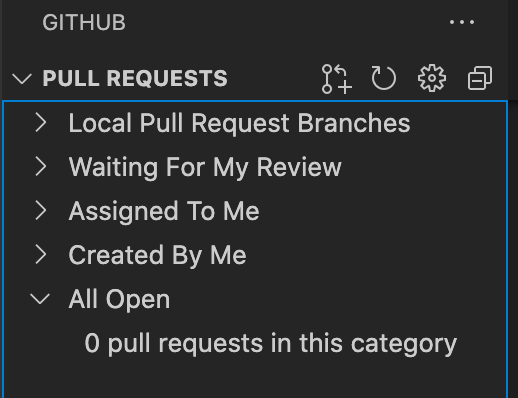 GITHUB
PULL REQUESTS
Local Pull Request Branches
Waiting For My Review
Assigned To Me
Created By Me
All Open
0 pull requests in this category